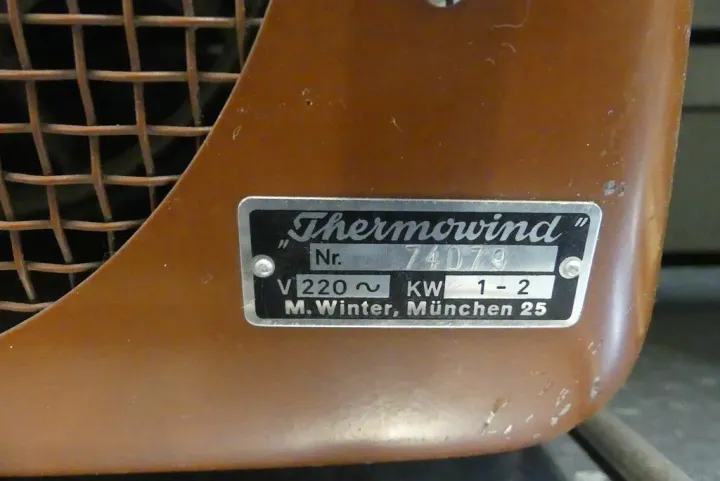 „Thermowind”
Nr. 74079
V 220 ~ KW 1 - 2
M. Winter, München 25